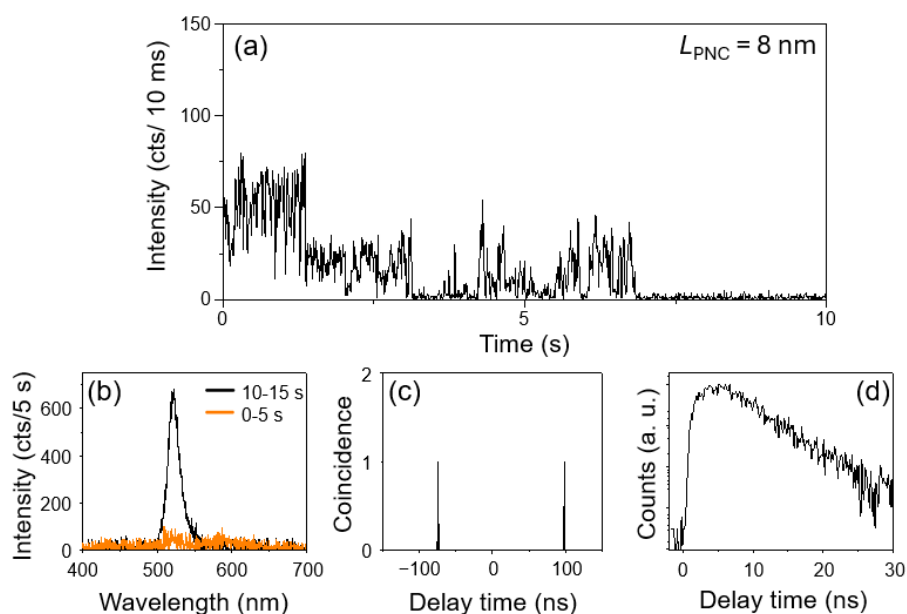 (a)
L_PNC = 8 nm
Intensity (cts/ 10 ms)
150
100
50
0
0
5
10
Time (s)
(b)
10-15 s
0-5 s
Intensity (cts/5 s)
600
400
200
0
400
500
600
700
Wavelength (nm)
(c)
Coincidence
2
1
0
−100
0
100
Delay time (ns)
(d)
Counts (a. u.)
0
10
20
30
Delay time (ns)